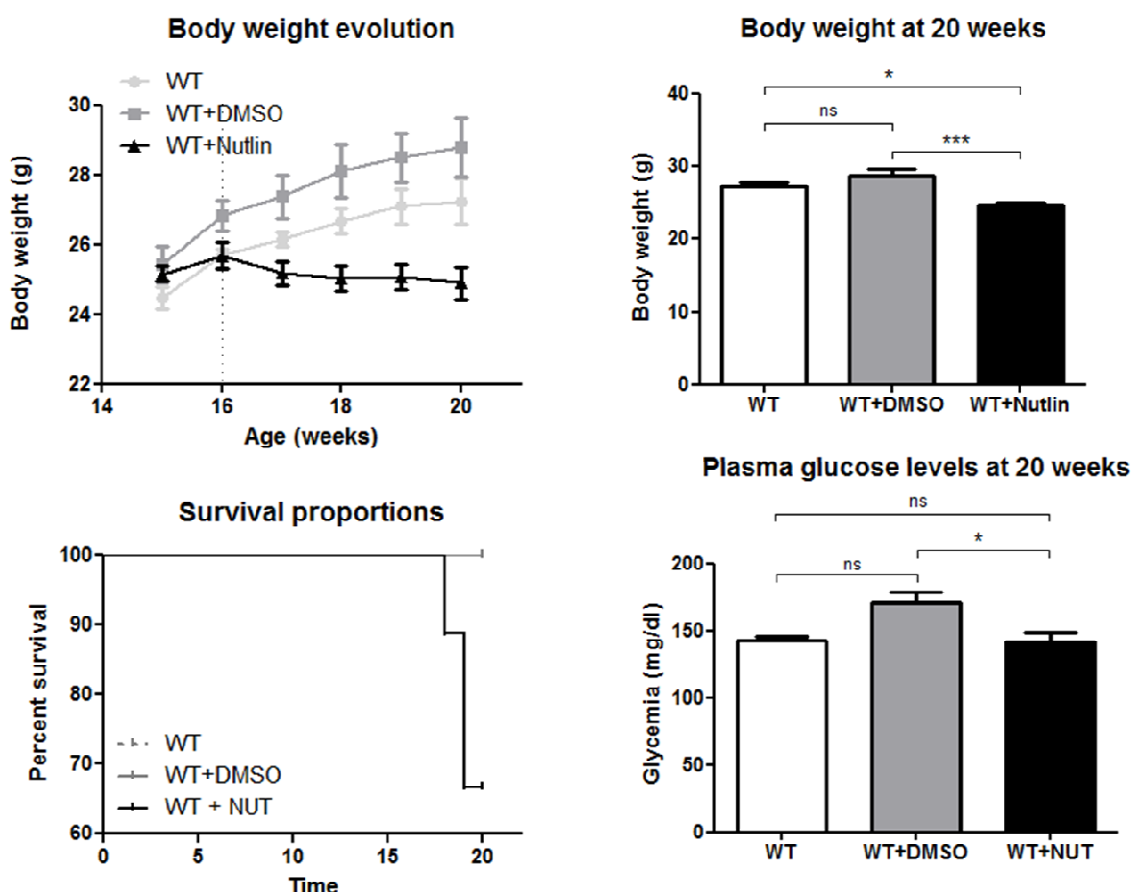 Body weight evolution
WT
WT+DMSO
WT+Nutlin
Body weight (g)
30
28
26
24
22
14
16
18
20
Age (weeks)
Body weight at 20 weeks
*
ns
***
Body weight (g)
40
30
20
10
0
WT
WT+DMSO
WT+Nutlin
Survival proportions
Percent survival
100
90
80
70
60
WT
WT+DMSO
WT + NUT
0
5
10
15
20
Time
Plasma glucose levels at 20 weeks
ns
*
ns
Glycemia (mg/dl)
200
150
100
50
0
WT
WT+DMSO
WT+NUT